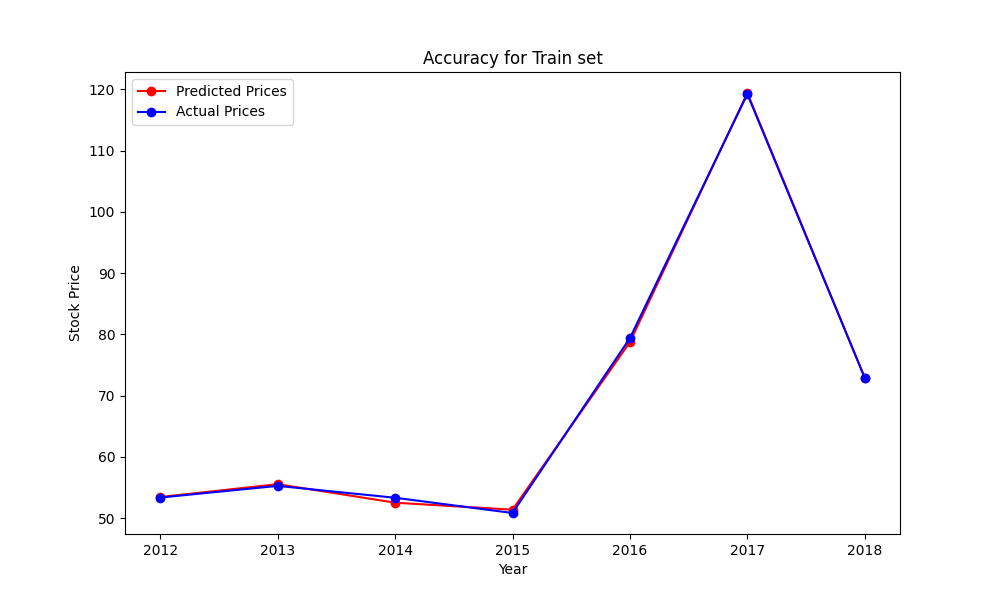 Accuracy for Train set
Predicted Prices
Actual Prices
120
110
100
90
80
70
60
50
Stock Price
2012 2013 2014 2015 2016 2017 2018
Year